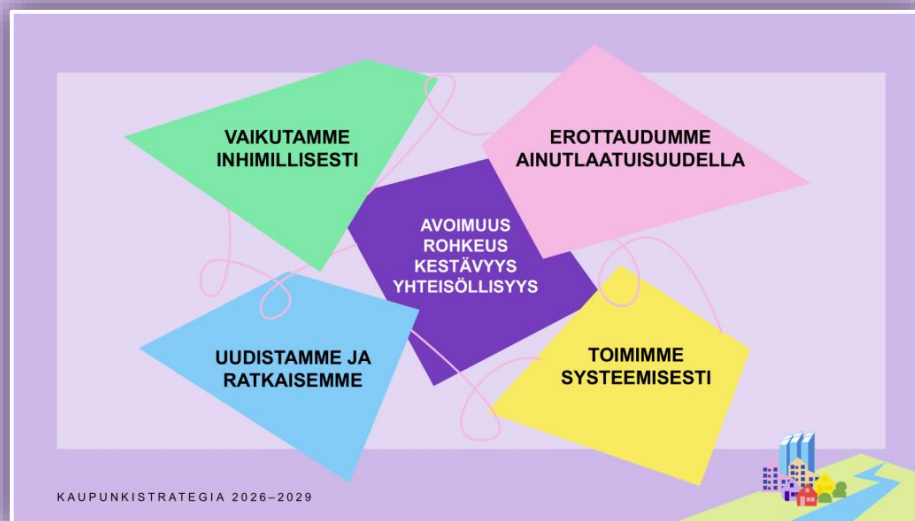 VAIKUTAMME
INHIMILLISESTI
EROTTAUDUMME
AINUTLAATUISUUDELLA
AVOIMUUS
ROHKEUS
KESTÄVYYS
YHTEISÖLLISYYS
UUDISTAMME JA
RATKAISEMME
TOIMIMME
SYSTEEMISESTI
KAUPUNKISTRATEGIA 2026–2029